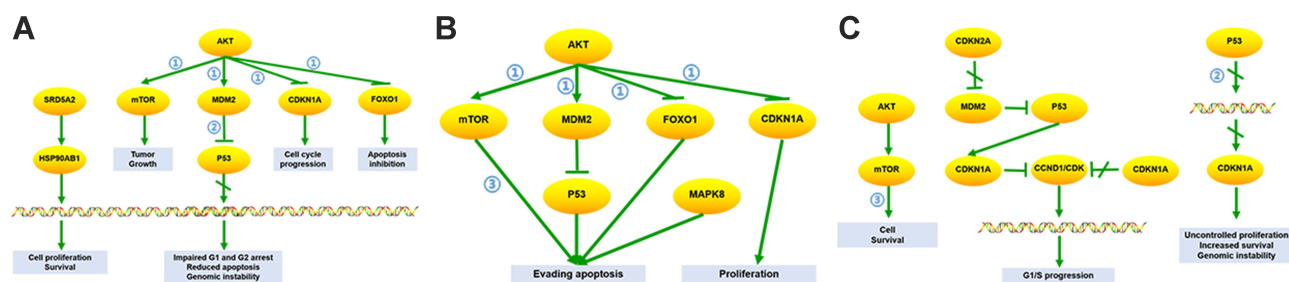 A
AKT
①
①
①
①
SRD5A2
mTOR
MDM2
CDKN1A
FOXO1
②
HSP90AB1
Tumor
Growth
P53
Cell cycle
progression
Apoptosis
inhibition
Cell proliferation
Survival
Impaired G1 and G2 arrest
Reduced apoptosis
Genomic instability
B
AKT
①
①
①
①
mTOR
MDM2
FOXO1
CDKN1A
③
P53
MAPK8
Evading apoptosis
Proliferation
C
CDKN2A
P53
②
AKT
MDM2
P53
mTOR
CDKN1A
CCND1/CDK
CDKN1A
CDKN1A
③
Cell
Survival
Uncontrolled proliferation
Increased survival
Genomic instability
G1/S progression